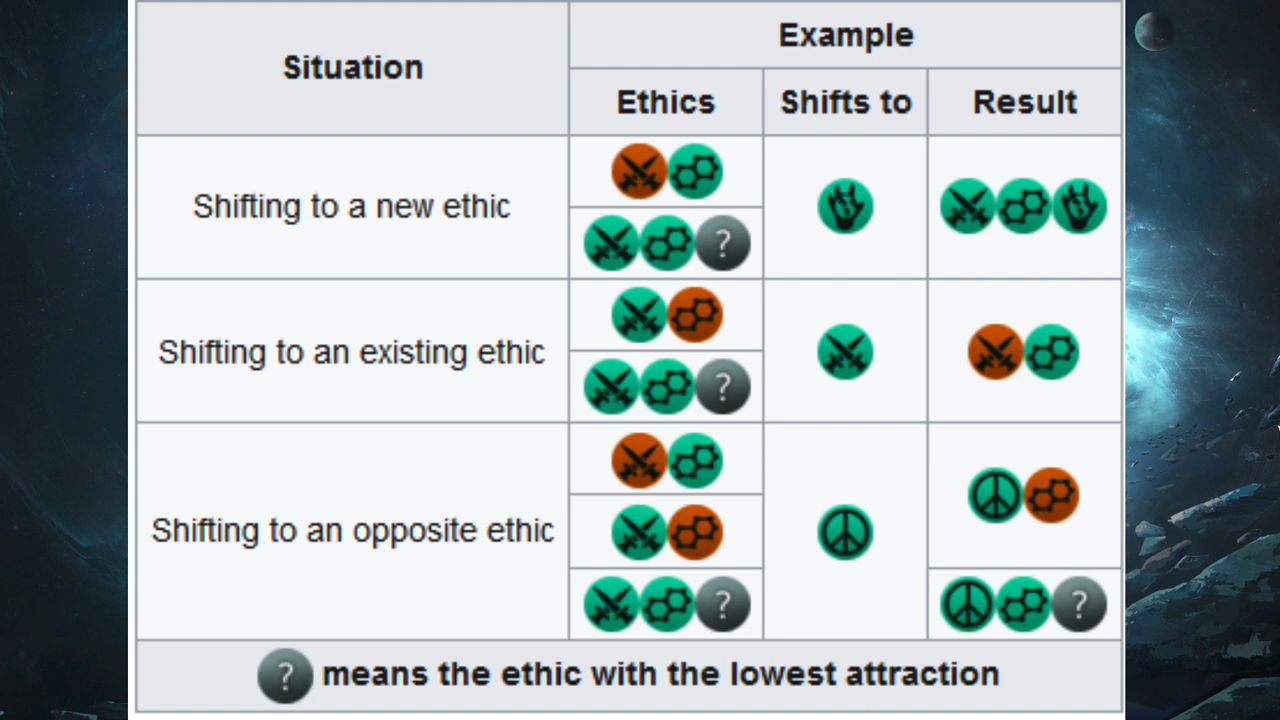 Situation
Example
Ethics
Shifts to
Result
Shifting to a new ethic
?
Shifting to an existing ethic
?
Shifting to an opposite ethic
?
?
? means the ethic with the lowest attraction